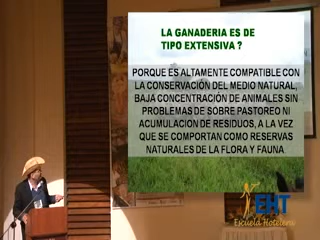 LA GANADERIA ES DE
TIPO EXTENSIVA ?
PORQUE ES ALTAMENTE COMPATIBLE CON
LA CONSERVACIÓN DEL MEDIO NATURAL,
BAJA CONCENTRACIÓN DE ANIMALES SIN
PROBLEMAS DE SOBRE PASTOREO NI
ACUMULACION DE RESIDUOS, A LA VEZ
QUE SE COMPORTAN COMO RESERVAS
NATURALES DE LA FLORA Y FAUNA
EHT
Escuela Hotelera